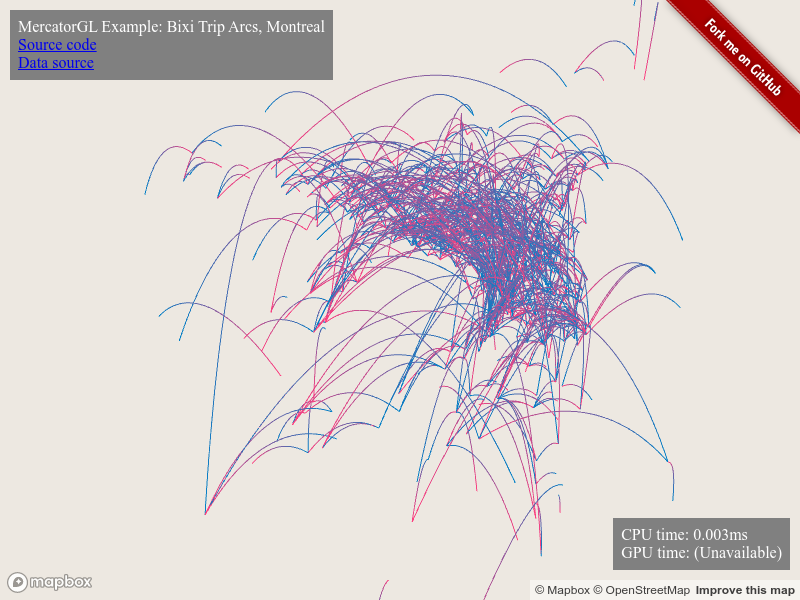 MercatorGL Example: Bixi Trip Arcs, Montreal
Source code
Data source
Fork me on GitHub
CPU time: 0.003ms
GPU time: (Unavailable)
mapbox
© Mapbox © OpenStreetMap Improve this map